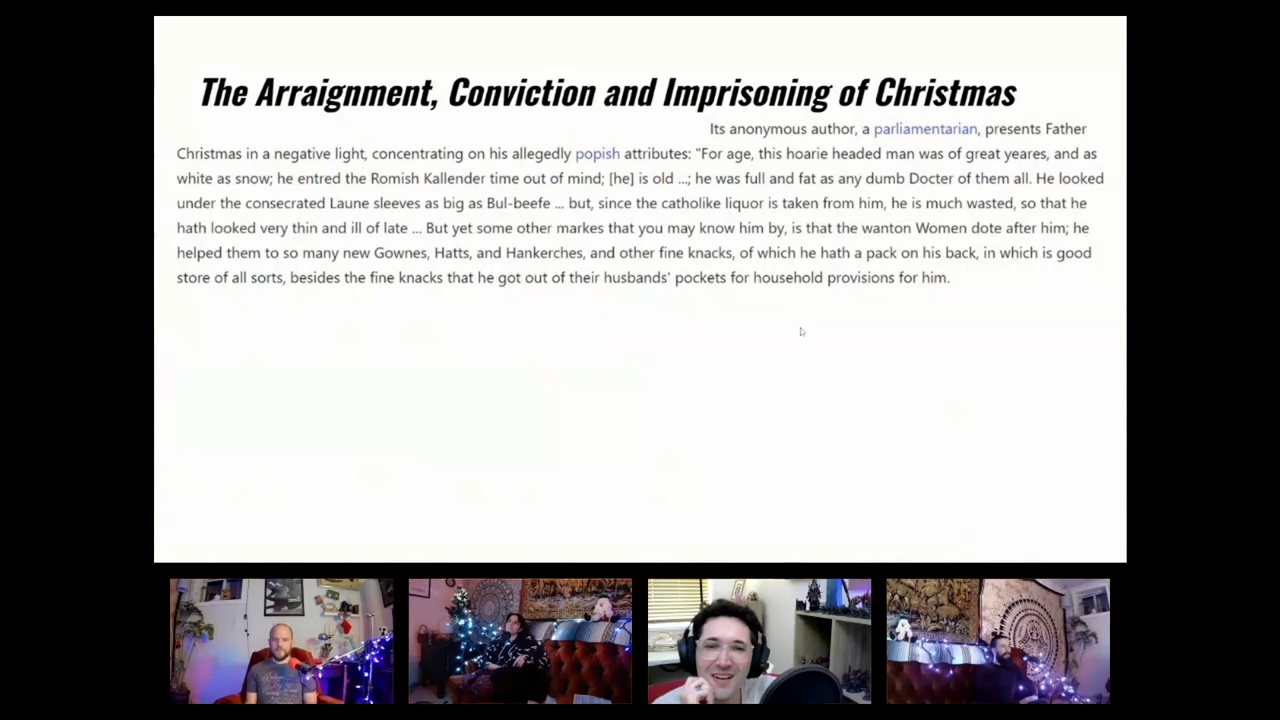 The Arraignment, Conviction and Imprisoning of Christmas
Its anonymous author, a parliamentarian, presents Father
Christmas in a negative light, concentrating on his allegedly popish attributes: "For age, this hoarie headed man was of great yeares, and as
white as snow; he entred the Romish Kallender time out of mind; [he] is old ...; he was full and fat as any dumb Docter of them all. He looked
under the consecrated Laune sleeves as big as Bul-beefe ... but, since the catholike liquor is taken from him, he is much wasted, so that he
hath looked very thin and ill of late ... But yet some other markes that you may know him by, is that the wanton Women dote after him; he
helped them to so many new Gownes, Hatts, and Hankerches, and other fine knacks, of which he hath a pack on his back, in which is good
store of all sorts, besides the fine knacks that he got out of their husbands' pockets for household provisions for him.